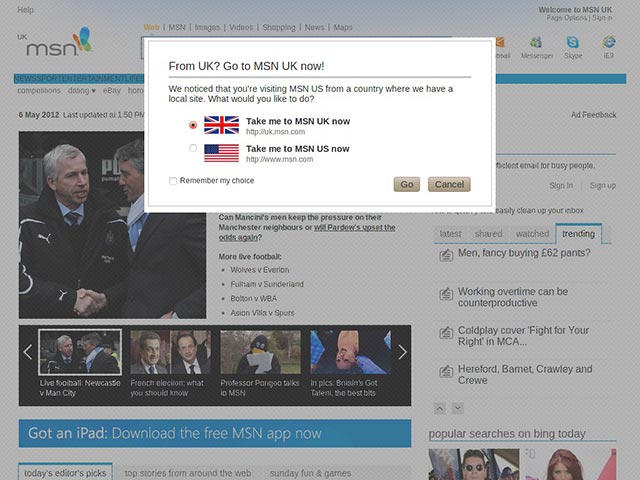 Help
Welcome to MSN UK
Page Options | Sign in
Web | MSN | Images | Videos | Shopping | News | Maps
UK
msn
Messenger
Skype
IE9
NEWS SPORT ENTERTAINMENT
competitions dating eBay
6 May 2012 Last updated at 1:50 PM
Ad Feedback
From UK? Go to MSN UK now!
We noticed that you're visiting MSN US from a country where we have a
local site. What would you like to do?
Take me to MSN UK now
http://uk.msn.com
Take me to MSN US now
http://www.msn.com
Remember my choice
Go Cancel
email for busy people.
Sign In | Sign up
easily clean up your inbox
Can Mancini's men keep the pressure on their
Manchester neighbours or will Pardew's upset the
odds again?
More live football:
Wolves v Everton
Fulham v Sunderland
Bolton v WBA
Aston Villa v Spurs
latest shared watched trending
Men, fancy buying £62 pants?
Working overtime can be
counterproductive
Coldplay cover 'Fight for Your
Right' in MCA...
Hereford, Barnet, Crawley and
Crewe
Live football: Newcastle
v Man City
French election: what
you should know
Professor Pongoo talks
to MSN
In pics: Britain's Got
Talent, the best bits
Got an iPad: Download the free MSN app now
popular searches on bing today
today's editor's picks top stories from around the web sunday fun & games